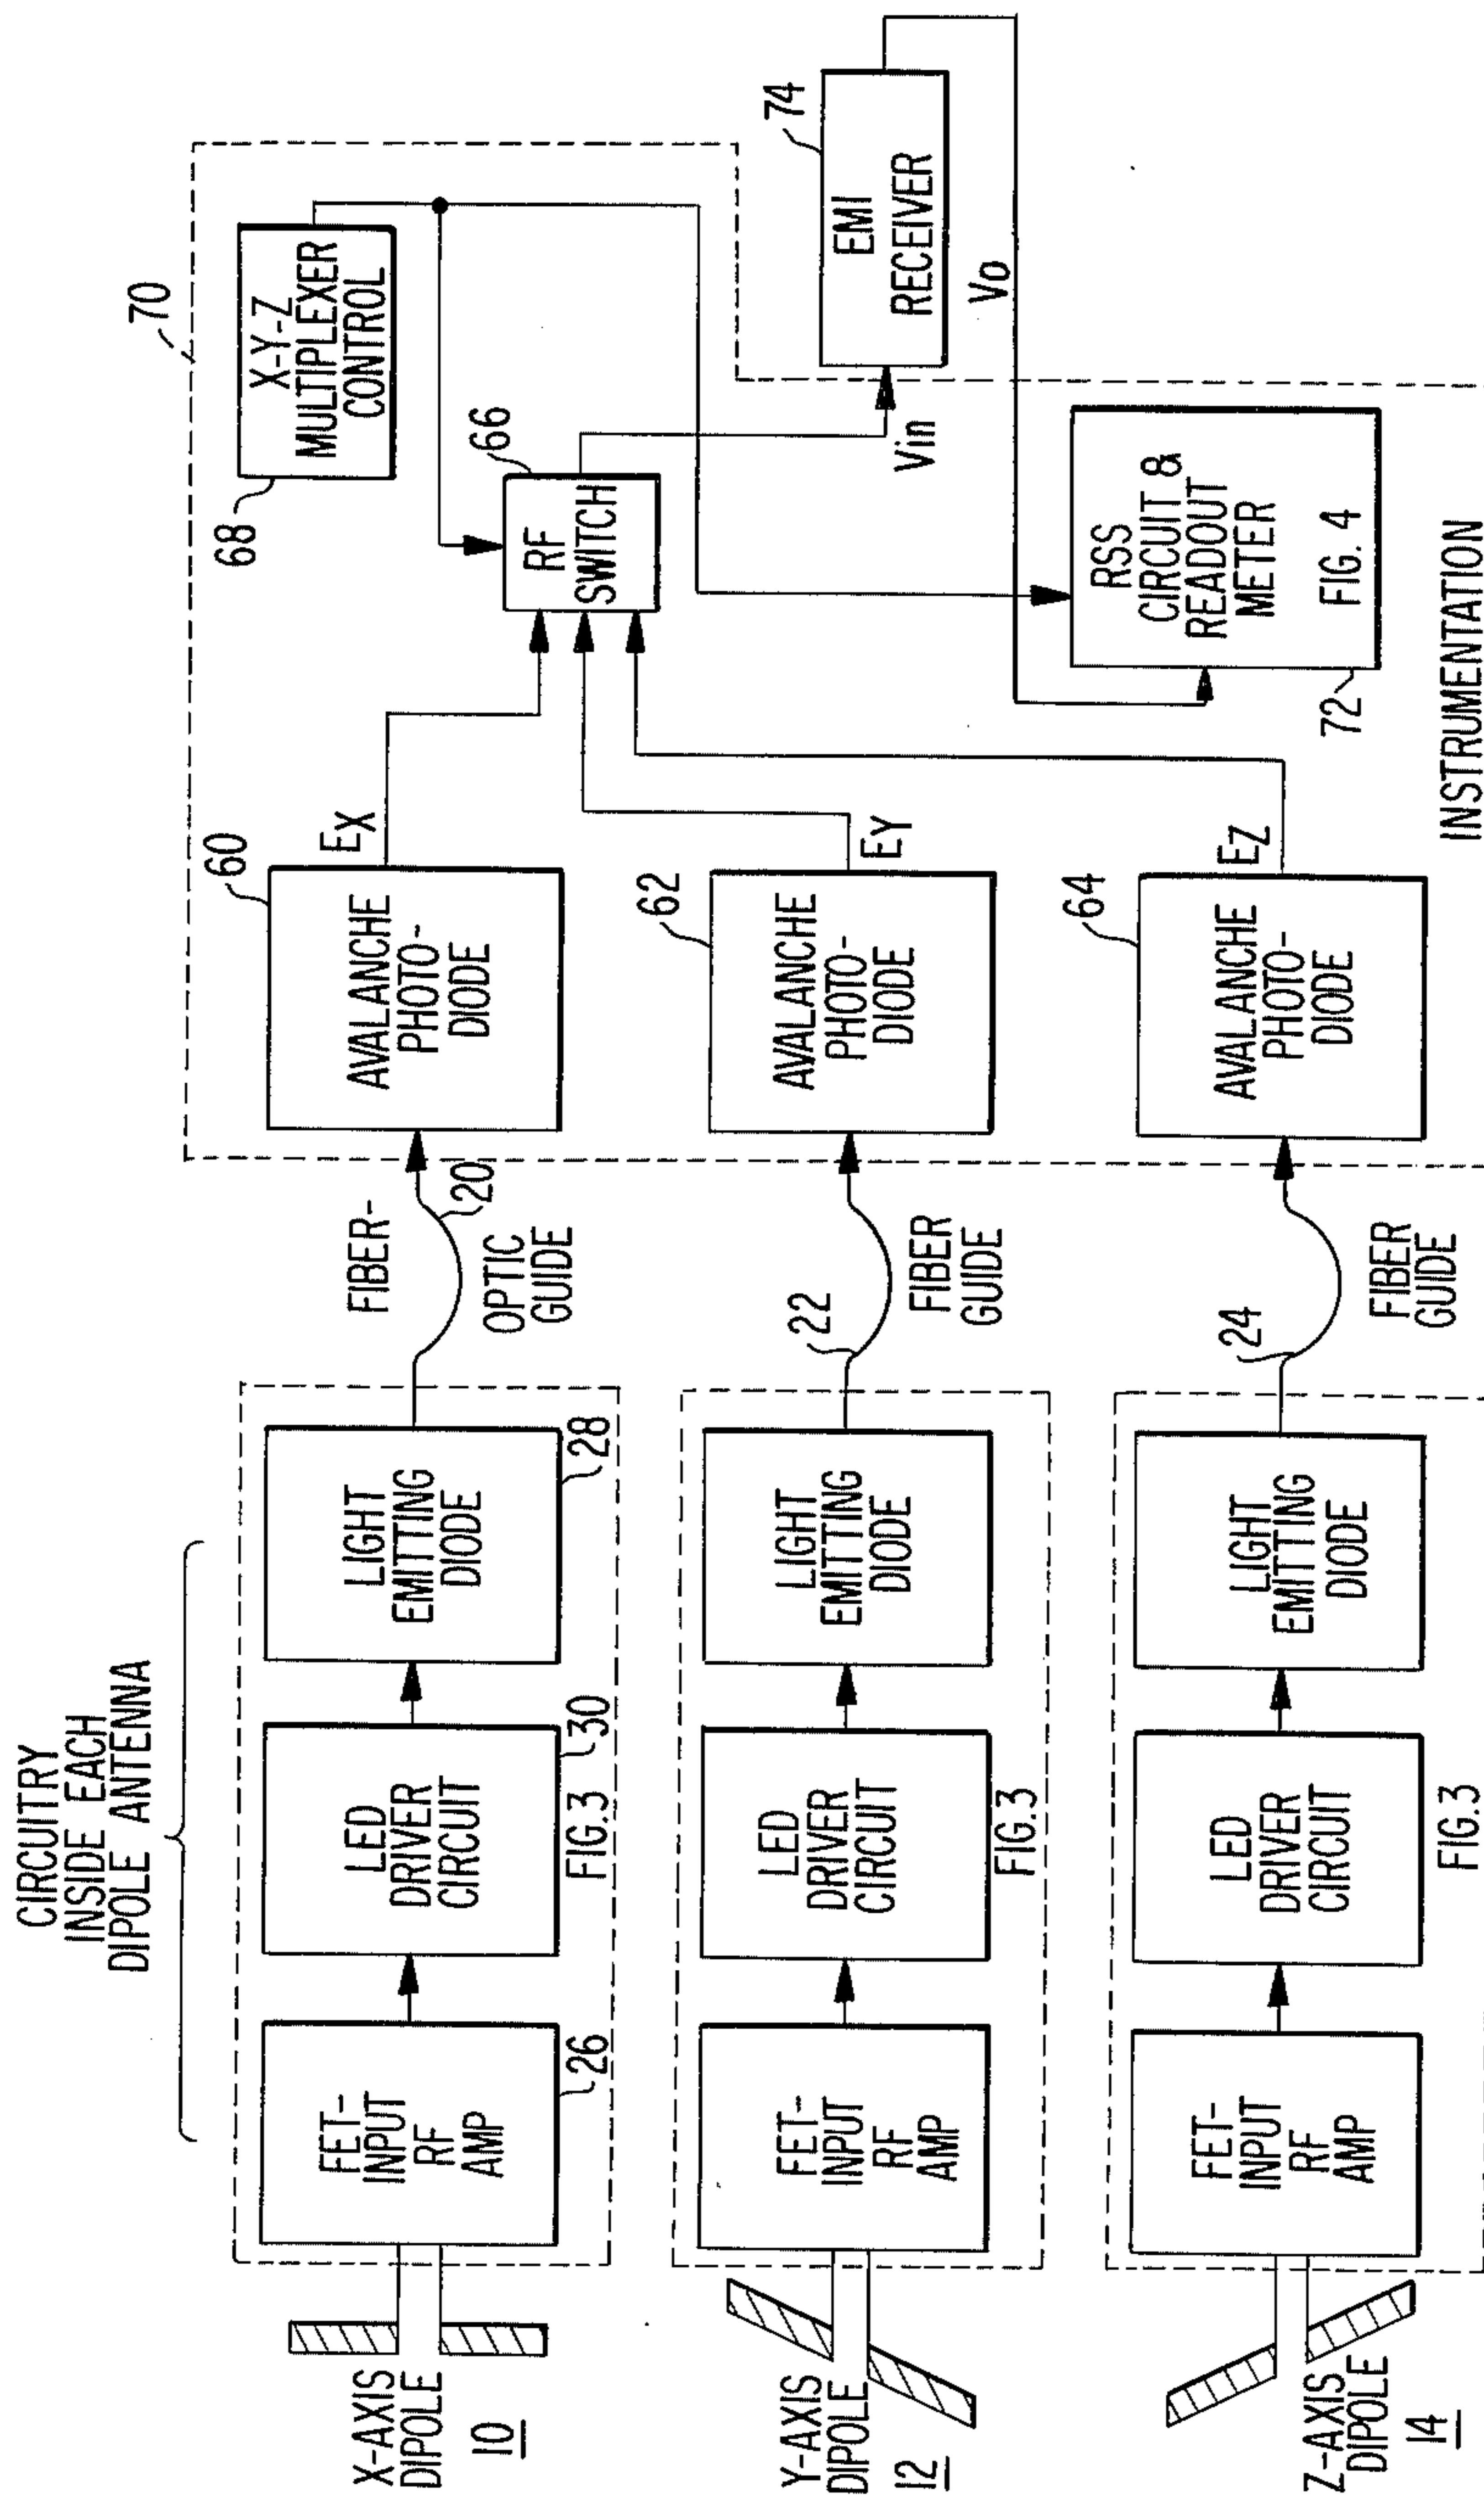 CIRCUITRY
INSIDE EACH
DIPOLE ANTENNA
X-AXIS
DIPOLE
10
FET-
INPUT
RF
AMP
26
LED
DRIVER
CIRCUIT
FIG.3
30
LIGHT
EMITTING
DIODE
28
FIBER-
OPTIC
GUIDE
20
AVALANCHE
PHOTO-
DIODE
60
EX
70
X-Y-Z
MULTIPLEXER
CONTROL
68
RF
SWITCH
66
Vin
EMI
RECEIVER
74
Vo
Y-AXIS
DIPOLE
12
FET-
INPUT
RF
AMP
LED
DRIVER
CIRCUIT
FIG.3
LIGHT
EMITTING
DIODE
22
FIBER
GUIDE
AVALANCHE
PHOTO-
DIODE
62
EY
Z-AXIS
DIPOLE
14
FET-
INPUT
RF
AMP
LED
DRIVER
CIRCUIT
FIG.3
LIGHT
EMITTING
DIODE
24
FIBER
GUIDE
AVALANCHE
PHOTO-
DIODE
64
EZ
RSS
CIRCUIT &
READOUT
METER
FIG. 4
72
INSTRUMENTATION